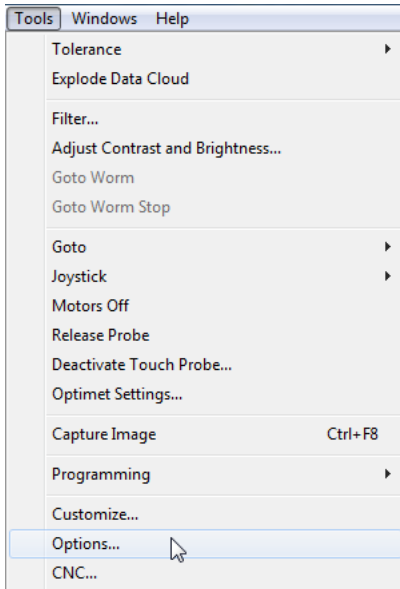 Tools Windows Help
Tolerance
Explode Data Cloud
Filter...
Adjust Contrast and Brightness...
Goto Worm
Goto Worm Stop
Goto
Joystick
Motors Off
Release Probe
Deactivate Touch Probe...
Optimet Settings...
Capture Image Ctrl+F8
Programming
Customize...
Options...
CNC...